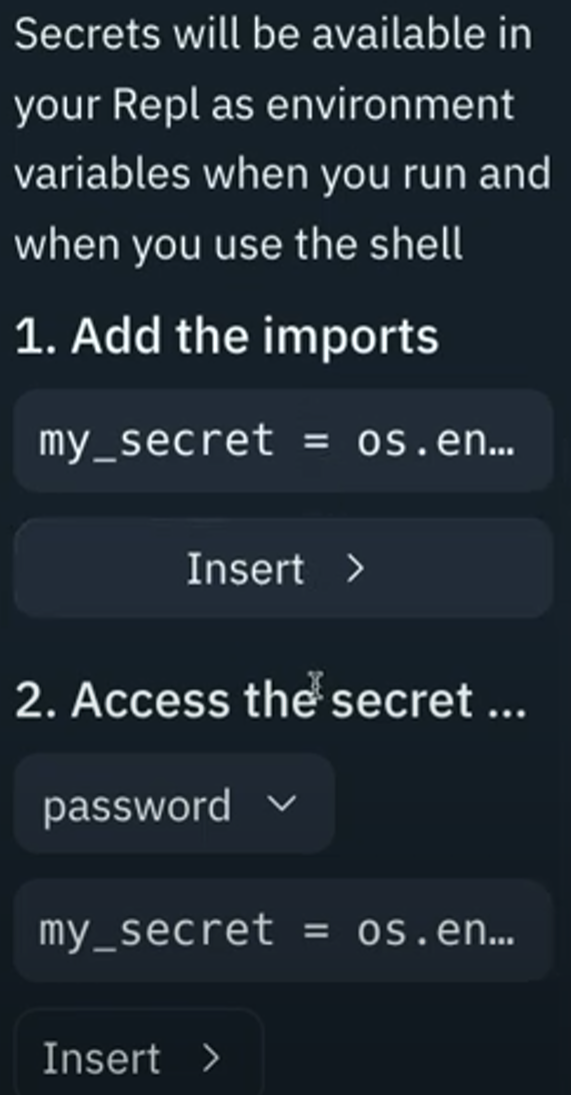 Secrets will be available in
your Repl as environment
variables when you run and
when you use the shell
1. Add the imports
my_secret = os.en…
Insert
2. Access the secret ...
password
my_secret = os.en…
Insert